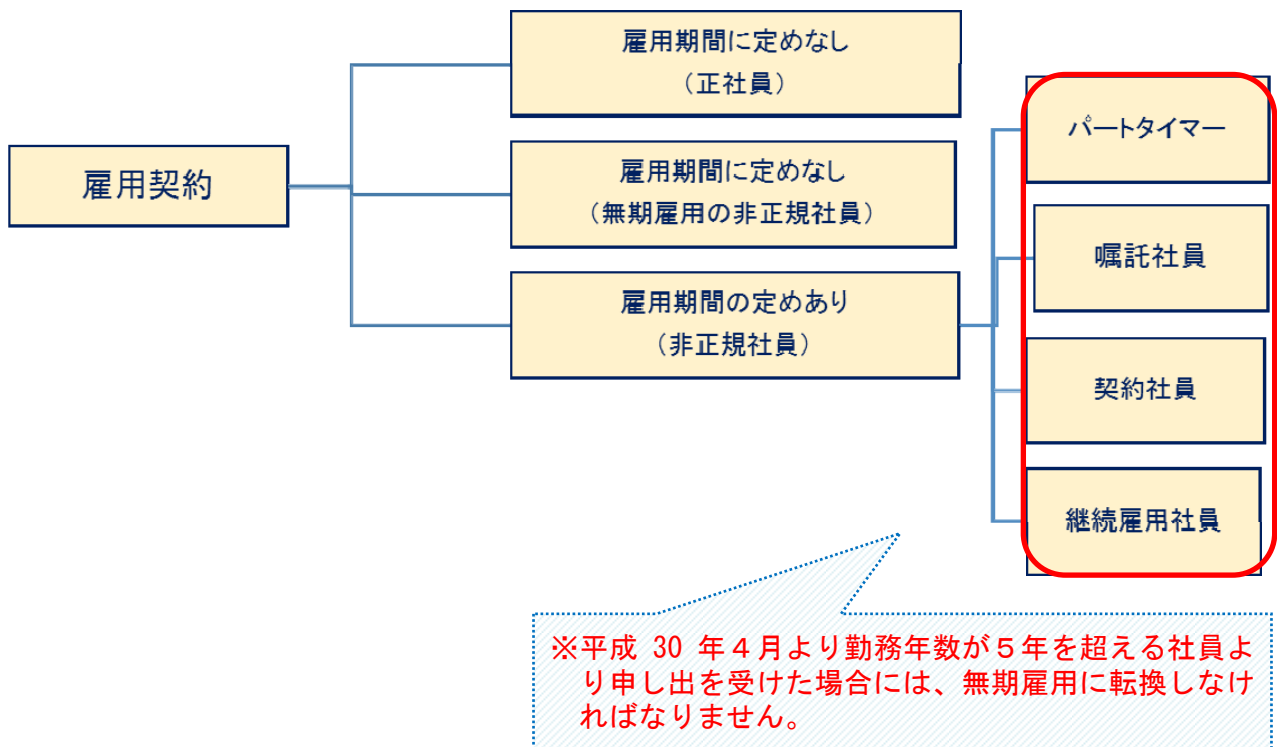 雇用契約
雇用期間に定めなし
（正社員）
雇用期間に定めなし
（無期雇用の非正規社員）
雇用期間の定めあり
（非正規社員）
パートタイマー
嘱託社員
契約社員
継続雇用社員
※平成 30 年４月より勤務年数が５年を超える社員よ
り申し出を受けた場合には、無期雇用に転換しなけ
ればなりません。